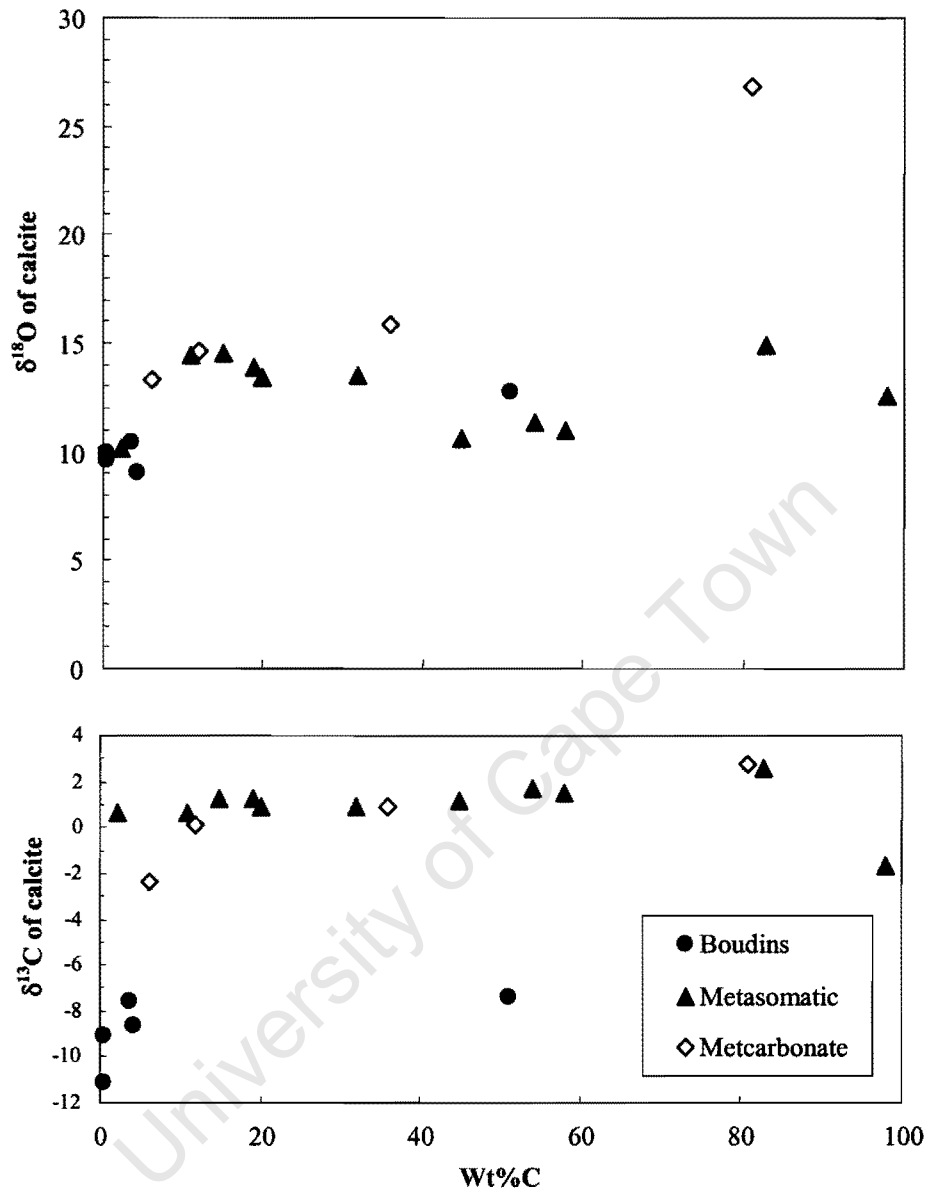 30
25
20
15
10
5
0
δ¹⁸O of calcite
4
2
0
-2
-4
-6
-8
-10
-12
δ¹³C of calcite
Boudins
Metasomatic
Metcarbonate
0 20 40 60 80 100
Wt%C
University of Cape Town